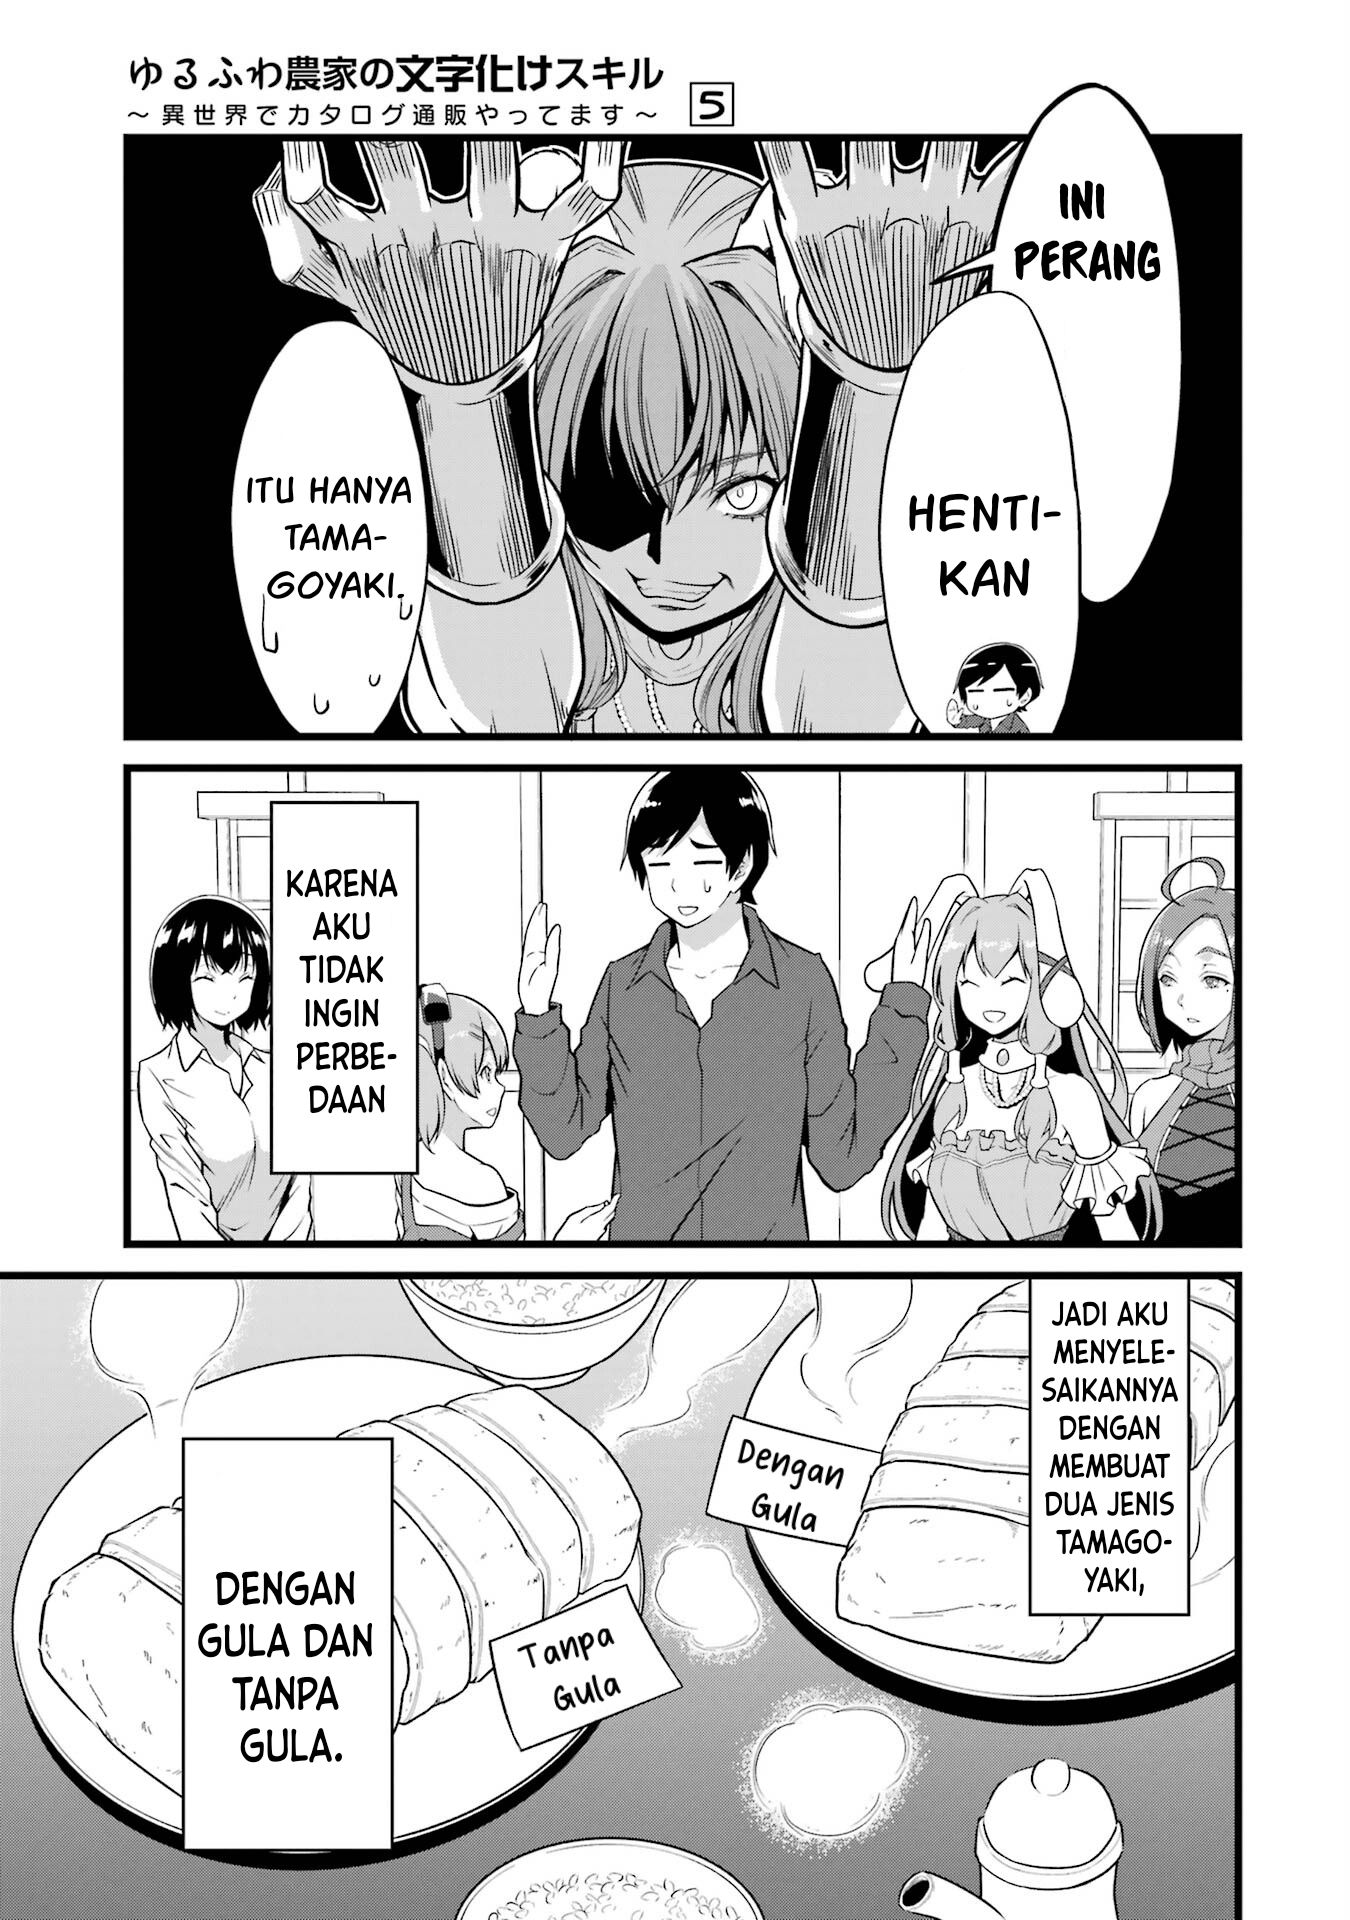 ゆるふわ農家の文字化けスキル
～異世界でカタログ通販やってます～
5
INI
PERANG
HENTI-
KAN
ITU HANYA
TAMA-
GOYAKI.
KARENA
AKU
TIDAK
INGIN
PERBE-
DAAN
JADI AKU
MENYELE-
SAIKANNYA
DENGAN
MEMBUAT
DUA JENIS
TAMAGO-
YAKI,
Dengan
Gula
DENGAN
GULA DAN
TANPA
GULA.
Tanpa
Gula